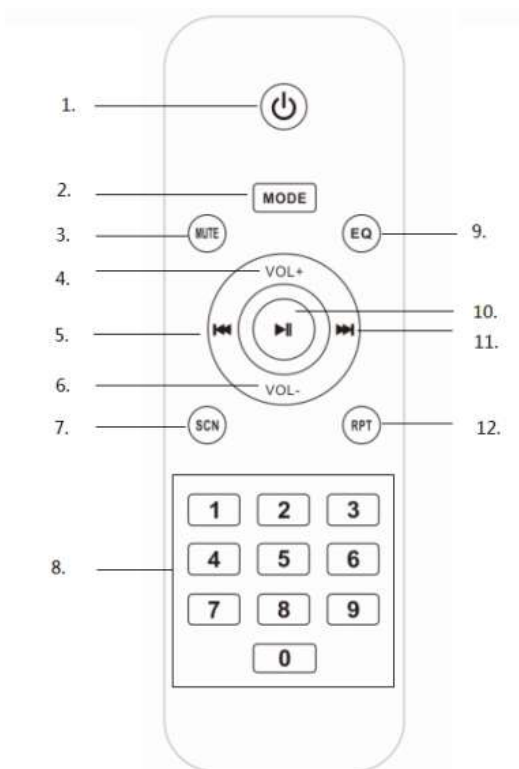 1.
2. MODE
3. MUTE EQ 9.
4. VOL+
10.
5.
11.
6. VOL-
7. SCN RPT 12.
1 2 3
4 5 6
8.
7 8 9
0